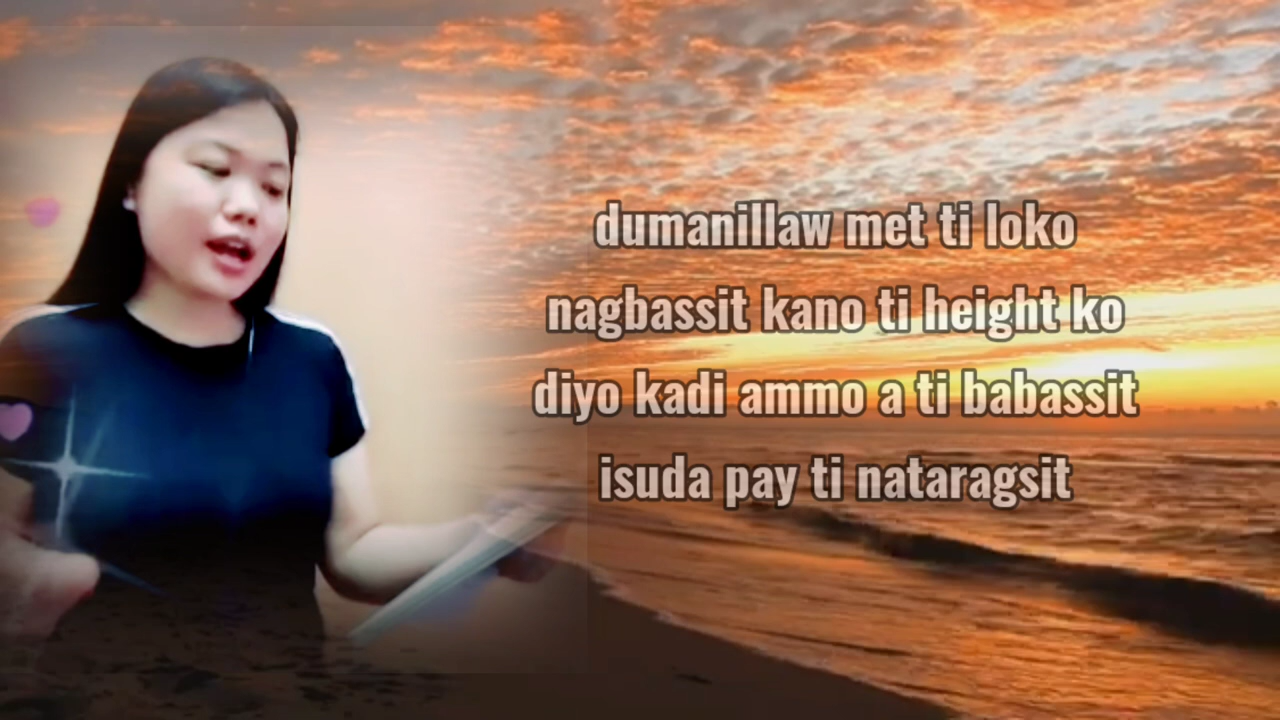 dumanillaw met ti loko
nagbassit kano ti height ko
diyo kadi ammo a ti babassit
isuda pay ti nataragsit